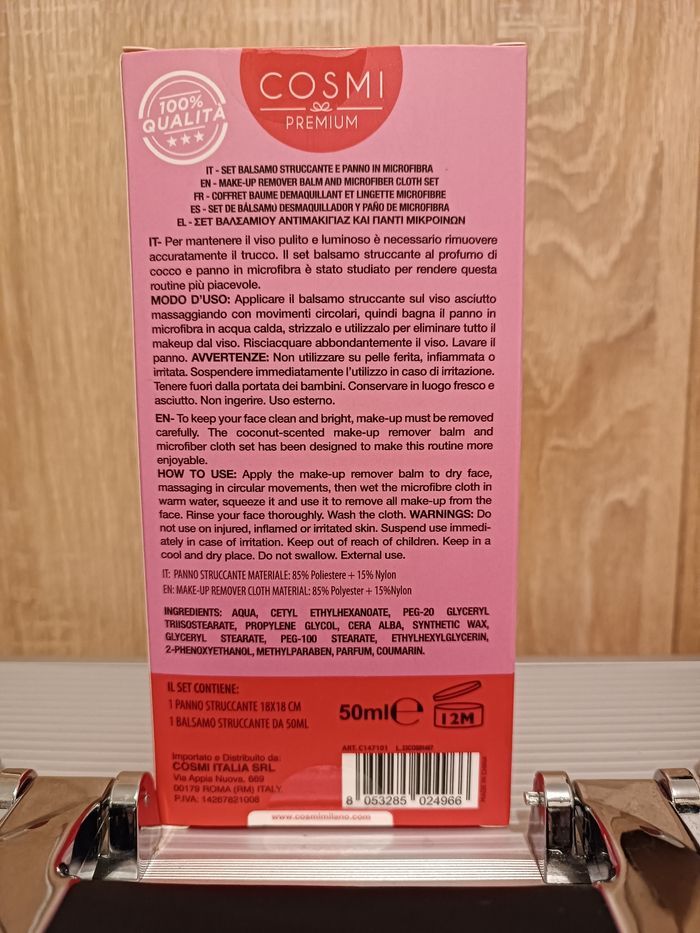 100%
QUALITÀ
COSMI
PREMIUM
IT - SET BALSAMO STRUCCANTE E PANNO IN MICROFIBRA
EN - MAKE-UP REMOVER BALM AND MICROFIBER CLOTH SET
FR - COFFRET BAUME DEMAQUILLANT ET LINGETTE MICROFIBRE
ES - SET DE BÁLSAMO DESMAQUILLADOR Y PAÑO DE MICROFIBRA
EL - ΣΕΤ ΒΑΛΣΑΜΙΟΥ ΑΝΤΙΜΑΚΙΓΙΑΖ ΚΑΙ ΠΑΝΤΙ ΜΙΚΡΟΙΝΩΝ
IT- Per mantenere il viso pulito e luminoso è necessario rimuovere
accuratamente il trucco. Il set balsamo struccante al profumo di
cocco e panno in microfibra è stato studiato per rendere questa
routine più piacevole.
MODO D'USO: Applicare il balsamo struccante sul viso asciutto
massaggiando con movimenti circolari, quindi bagna il panno in
microfibra in acqua calda, strizzalo e utilizzalo per eliminare tutto il
makeup dal viso. Risciacquare abbondantemente il viso. Lavare il
panno. AVVERTENZE: Non utilizzare su pelle ferita, infiammata o
irritata. Sospendere immediatamente l'utilizzo in caso di irritazione.
Tenere fuori dalla portata dei bambini. Conservare in luogo fresco e
asciutto. Non ingerire. Uso esterno.
EN- To keep your face clean and bright, make-up must be removed
carefully. The coconut-scented make-up remover balm and
microfiber cloth set has been designed to make this routine more
enjoyable.
HOW TO USE: Apply the make-up remover balm to dry face,
massaging in circular movements, then wet the microfibre cloth in
warm water, squeeze it and use it to remove all make-up from the
face. Rinse your face thoroughly. Wash the cloth. WARNINGS: Do
not use on injured, inflamed or irritated skin. Suspend use immedi-
ately in case of irritation. Keep out of reach of children. Keep in a
cool and dry place. Do not swallow. External use.
IT: PANNO STRUCCANTE MATERIALE: 85% Poliestere + 15% Nylon
EN: MAKE-UP REMOVER CLOTH MATERIAL: 85% Polyester + 15%Nylon
INGREDIENTS: AQUA, CETYL ETHYLHEXANOATE, PEG-20 GLYCERYL
TRIISOSTEARATE, PROPYLENE GLYCOL, CERA ALBA, SYNTHETIC WAX,
GLYCERYL STEARATE, PEG-100 STEARATE, ETHYLHEXYLGLYCERIN,
2-PHENOXYETHANOL, METHYLPARABEN, PARFUM, COUMARIN.
IL SET CONTIENE:
1 PANNO STRUCCANTE 18X18 CM
1 BALSAMO STRUCCANTE DA 50ML
50ml e
12M
Importato e Distribuito da:
COSMI ITALIA SRL
Via Appia Nuova, 669
00179 ROMA (RM) ITALY.
P.IVA: 14267821008
ART. C147101
8 053285 024966
MADE IN CHINA
www.cosmimilano.com